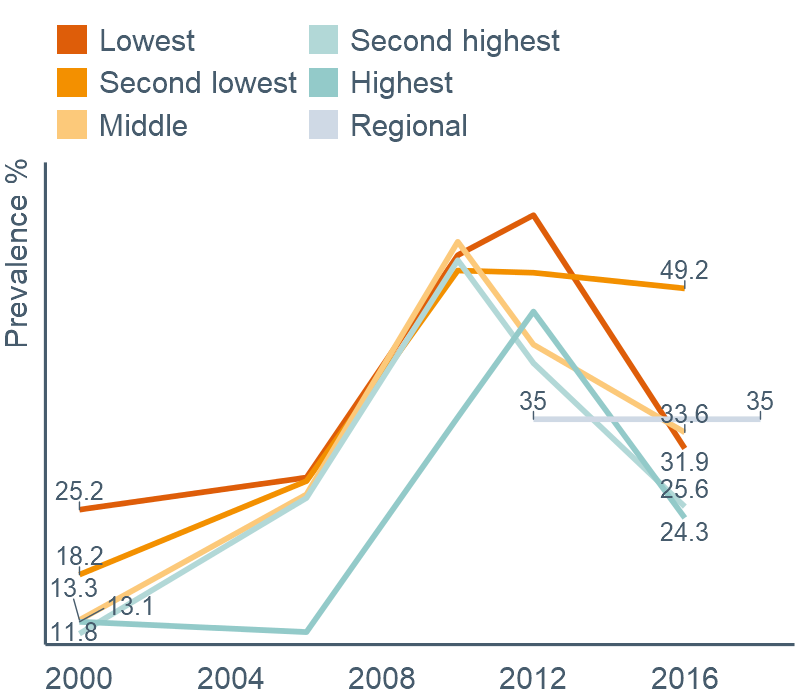 Lowest
Second lowest
Middle
Second highest
Highest
Regional
Prevalence %
49.2
35
33.6
35
31.9
25.6
24.3
25.2
18.2
13.3
13.1
11.8
2000 2004 2008 2012 2016